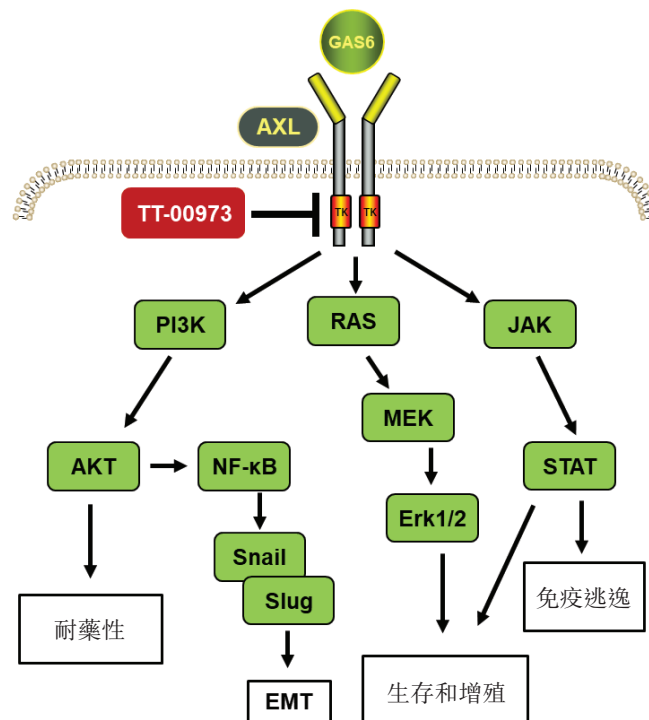 GAS6
AXL
TT-00973
TK
TK
PI3K
RAS
JAK
MEK
AKT
NF-κB
STAT
Erk1/2
Snail
Slug
免疫逃逸
耐藥性
EMT
生存和增殖